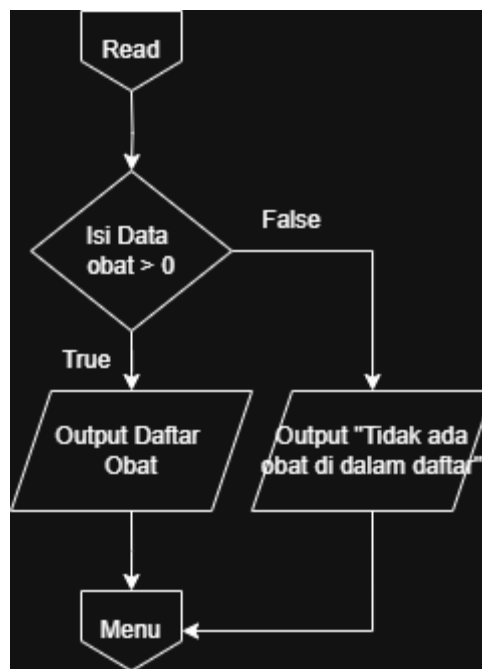 Read
Isi Data
obat > 0
False
True
Output Daftar
Obat
Output "Tidak ada
obat di dalam daftar"
Menu